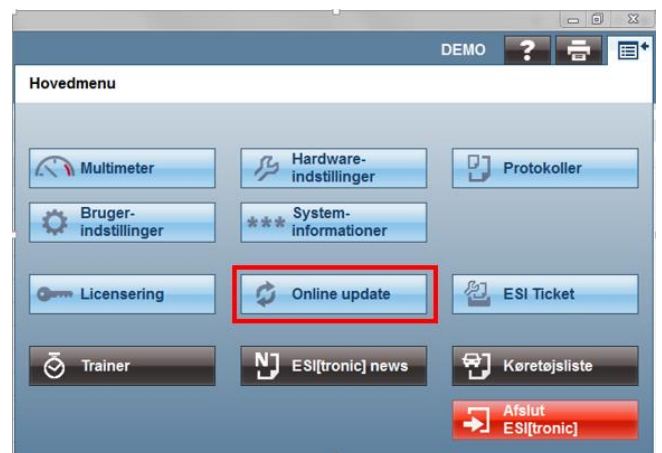 DEMO ?
Hovedmenu
Multimeter
Hardware-
indstillinger
Protokoller
Bruger-
indstillinger
***
System-
informationer
Licensering
Online update
ESI Ticket
Trainer
N
ESI[tronic] news
Køretøjsliste
Afslut
ESI[tronic]